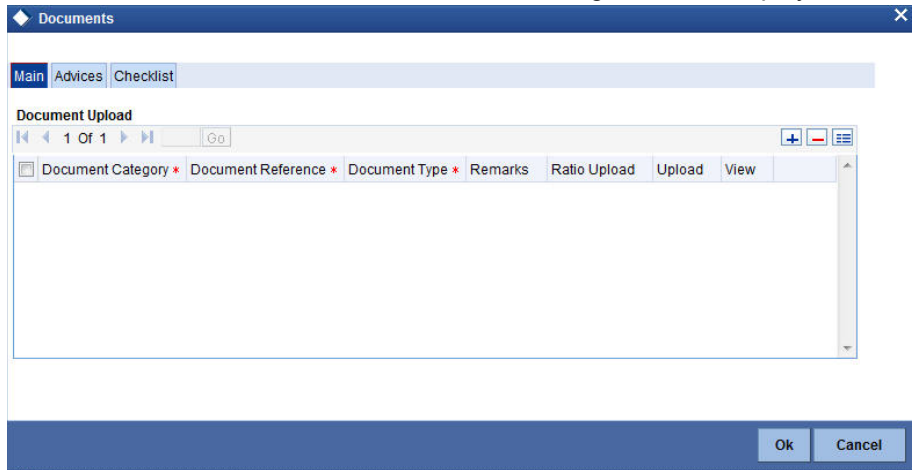 Documents
Main Advices Checklist
Document Upload
1 Of 1 Go
Document Category * Document Reference * Document Type * Remarks Ratio Upload Upload View
Ok Cancel